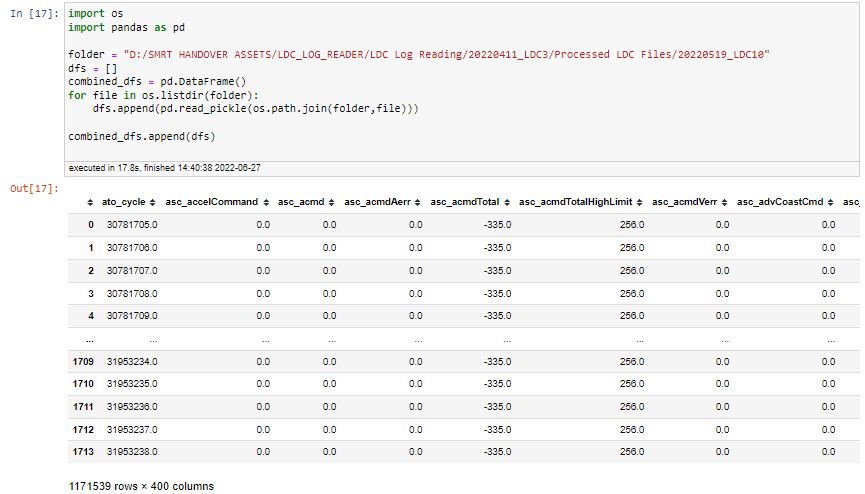 In [17]: import os
import pandas as pd
folder = "D:/SMRT HANDOVER ASSETS/LDC_LOG_READER/LDC Log Reading/20220411_LDC3/Processed LDC Files/20220519_LDC10"
dfs = []
combined_dfs = pd.DataFrame()
for file in os.listdir(folder):
dfs.append(pd.read_pickle(os.path.join(folder,file)))
combined_dfs.append(dfs)
executed in 17.8s, finished 14:40:38 2022-06-27
Out[17]:
ato_cycle asc_accelCommand asc_acmd asc_acmdAerr asc_acmdTotal asc_acmdTotalHighLimit asc_acmdVerr asc_advCoastCmd asc_
0 30781705.0 0.0 0.0 0.0 -335.0 256.0 0.0 0.0
1 30781706.0 0.0 0.0 0.0 -335.0 256.0 0.0 0.0
2 30781707.0 0.0 0.0 0.0 -335.0 256.0 0.0 0.0
3 30781708.0 0.0 0.0 0.0 -335.0 256.0 0.0 0.0
4 30781709.0 0.0 0.0 0.0 -335.0 256.0 0.0 0.0
... ... ... ... ... ... ... ... ...
1709 31953234.0 0.0 0.0 0.0 -335.0 256.0 0.0 0.0
1710 31953235.0 0.0 0.0 0.0 -335.0 256.0 0.0 0.0
1711 31953236.0 0.0 0.0 0.0 -335.0 256.0 0.0 0.0
1712 31953237.0 0.0 0.0 0.0 -335.0 256.0 0.0 0.0
1713 31953238.0 0.0 0.0 0.0 -335.0 256.0 0.0 0.0
1171539 rows × 400 columns